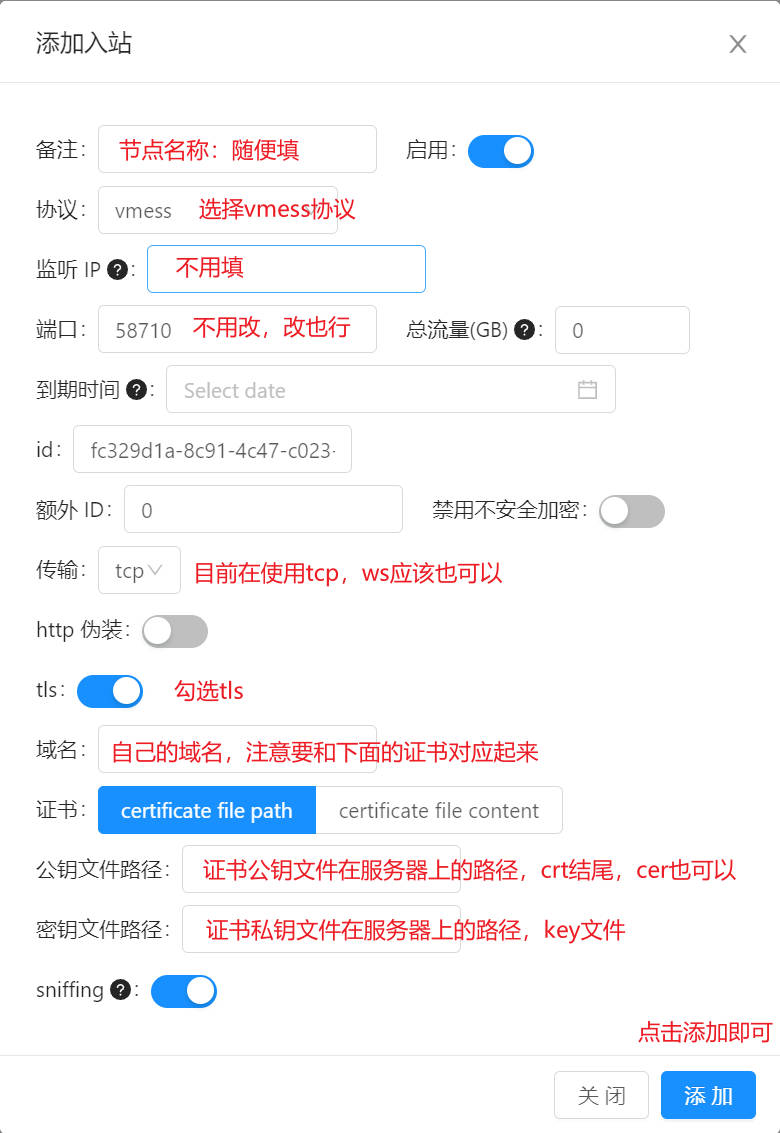 添加入站
备注: 节点名称：随便填 启用:
协议: vmess 选择vmess协议
监听 IP ? : 不用填
端口: 58710 不用改，改也行 总流量(GB) ? : 0
到期时间 ? : Select date
id: fc329d1a-8c91-4c47-c023-
额外 ID: 0 禁用不安全加密:
传输: tcp 目前在使用tcp，ws应该也可以
http 伪装:
tls: 勾选tls
域名: 自己的域名，注意要和下面的证书对应起来
证书: certificate file path certificate file content
公钥文件路径: 证书公钥文件在服务器上的路径，crt结尾，cer也可以
密钥文件路径: 证书私钥文件在服务器上的路径，key文件
sniffing ? :
点击添加即可
关 闭 添 加